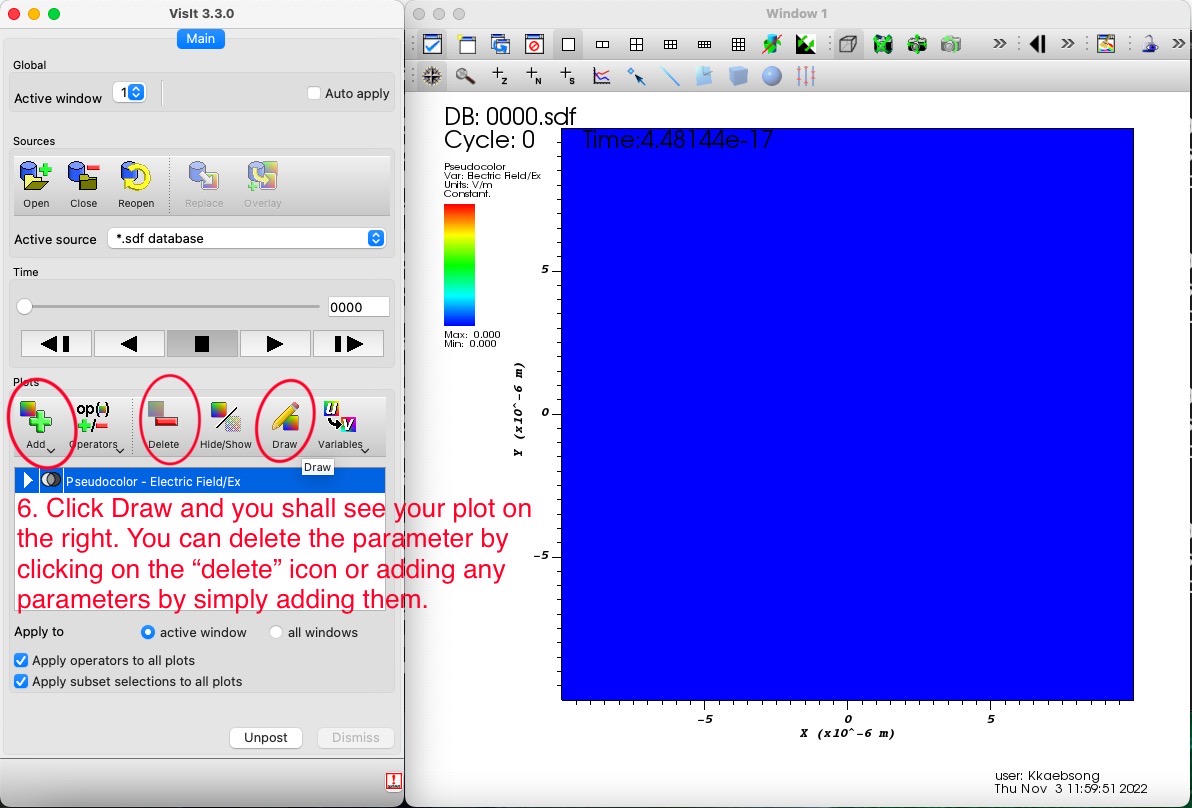 VisIt 3.3.0
Main
Global
Active window 1
Auto apply
Sources
Open Close Reopen Replace Overlay
Active source *.sdf database
Time
0000
Plots
op(.)
+/-
U
V
Add Operators Delete Hide/Show Draw Variables
Draw
Pseudocolor - Electric Field/Ex
6. Click Draw and you shall see your plot on
the right. You can delete the parameter by
clicking on the “delete” icon or adding any
parameters by simply adding them.
Apply to active window all windows
Apply operators to all plots
Apply subset selections to all plots
Unpost Dismiss
Window 1
Z N S
DB: 0000.sdf
Cycle: 0 Time:4.48144e-17
Pseudocolor
Var: Electric Field/Ex
Units: V/m
Constant.
Max: 0.000
Min: 0.000
5
0
-5
Y (x10^-6 m)
-5 0 5
X (x10^-6 m)
user: Kkaebsong
Thu Nov 3 11:59:51 2022